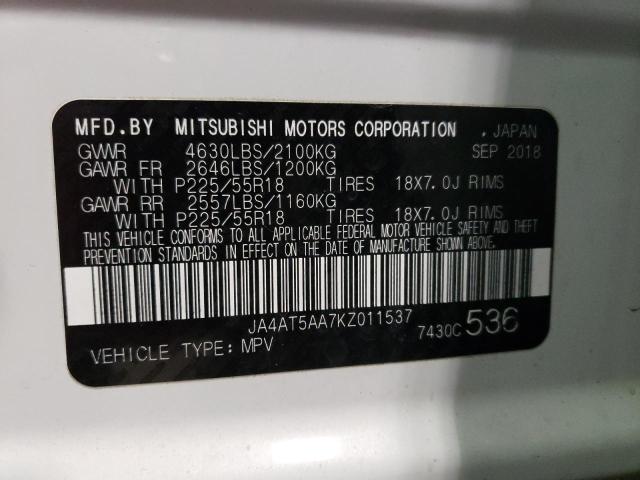 MFD.BY MITSUBISHI MOTORS CORPORATION . JAPAN
GVWR 4630LBS/2100KG SEP 2018
GAWR FR 2646LBS/1200KG
WITH P225/55R18 TIRES 18X7.0J RIMS
GAWR RR 2557LBS/1160KG
WITH P225/55R18 TIRES 18X7.0J RIMS
THIS VEHICLE CONFORMS TO ALL APPLICABLE FEDERAL MOTOR VEHICLE SAFETY AND THEFT
PREVENTION STANDARDS IN EFFECT ON THE DATE OF MANUFACTURE SHOWN ABOVE.
JA4AT5AA7KZ011537
7430C 536
VEHICLE TYPE: MPV